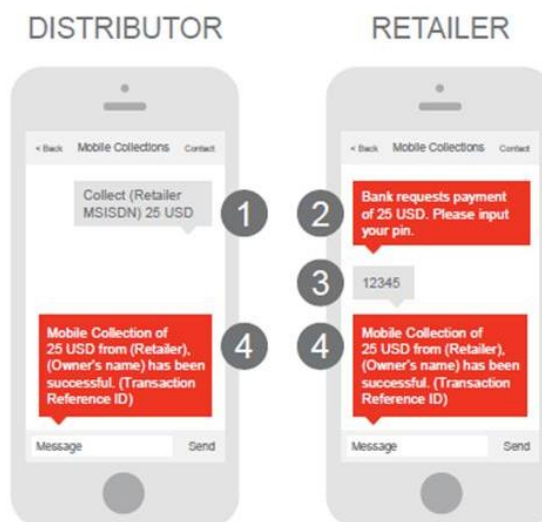 DISTRIBUTOR
< Back Mobile Collections Contact
Collect (Retailer
MSISDN) 25 USD
1
Mobile Collection of
25 USD from (Retailer),
(Owner's name) has been
successful. (Transaction
Reference ID)
4
Message Send
RETAILER
< Back Mobile Collections Contact
2
Bank requests payment
of 25 USD. Please input
your pin.
3
12345
4
Mobile Collection of
25 USD from (Retailer),
(Owner's name) has been
successful. (Transaction
Reference ID)
Message Send